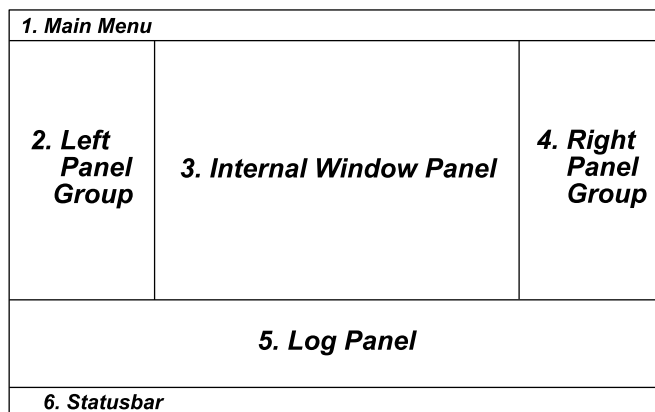 1. Main Menu
2. Left
Panel
Group
3. Internal Window Panel
4. Right
Panel
Group
5. Log Panel
6. Statusbar